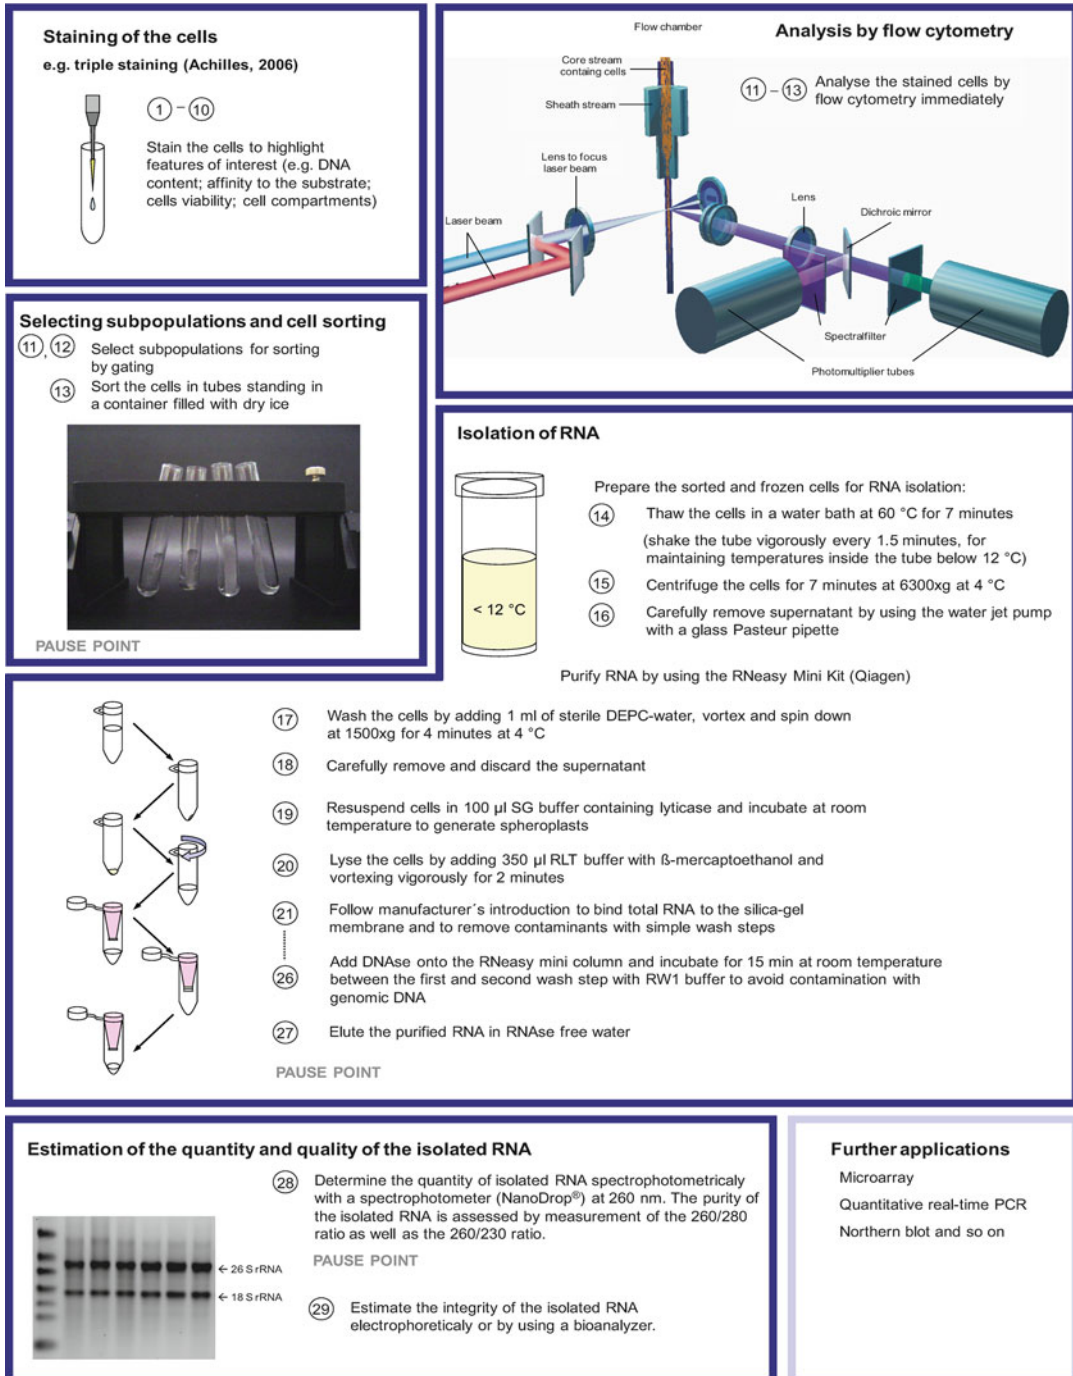 Staining of the cells
e.g. triple staining (Achilles, 2006)
1 – 10
Stain the cells to highlight
features of interest (e.g. DNA
content; affinity to the substrate;
cells viability; cell compartments)
Analysis by flow cytometry
11 – 13 Analyse the stained cells by
flow cytometry immediately
Flow chamber
Core stream
containg cells
Sheath stream
Lens to focus
laser beam
Laser beam
Lens
Dichroic mirror
Spectralfilter
Photomultiplier tubes
Selecting subpopulations and cell sorting
11, 12 Select subpopulations for sorting
by gating
13 Sort the cells in tubes standing in
a container filled with dry ice
PAUSE POINT
Isolation of RNA
< 12 °C
Prepare the sorted and frozen cells for RNA isolation:
14 Thaw the cells in a water bath at 60 °C for 7 minutes
(shake the tube vigorously every 1.5 minutes, for
maintaining temperatures inside the tube below 12 °C)
15 Centrifuge the cells for 7 minutes at 6300xg at 4 °C
16 Carefully remove supernatant by using the water jet pump
with a glass Pasteur pipette
Purify RNA by using the RNeasy Mini Kit (Qiagen)
17 Wash the cells by adding 1 ml of sterile DEPC-water, vortex and spin down
at 1500xg for 4 minutes at 4 °C
18 Carefully remove and discard the supernatant
19 Resuspend cells in 100 µl SG buffer containing lyticase and incubate at room
temperature to generate spheroplasts
20 Lyse the cells by adding 350 µl RLT buffer with ß-mercaptoethanol and
vortexing vigorously for 2 minutes
21 Follow manufacturer´s introduction to bind total RNA to the silica-gel
membrane and to remove contaminants with simple wash steps
26 Add DNAse onto the RNeasy mini column and incubate for 15 min at room temperature
between the first and second wash step with RW1 buffer to avoid contamination with
genomic DNA
27 Elute the purified RNA in RNAse free water
PAUSE POINT
Estimation of the quantity and quality of the isolated RNA
28 Determine the quantity of isolated RNA spectrophotometricaly
with a spectrophotometer (NanoDrop®) at 260 nm. The purity of
the isolated RNA is assessed by measurement of the 260/280
ratio as well as the 260/230 ratio.
PAUSE POINT
← 26 S rRNA
← 18 S rRNA
29 Estimate the integrity of the isolated RNA
electrophoreticaly or by using a bioanalyzer.
Further applications
Microarray
Quantitative real-time PCR
Northern blot and so on